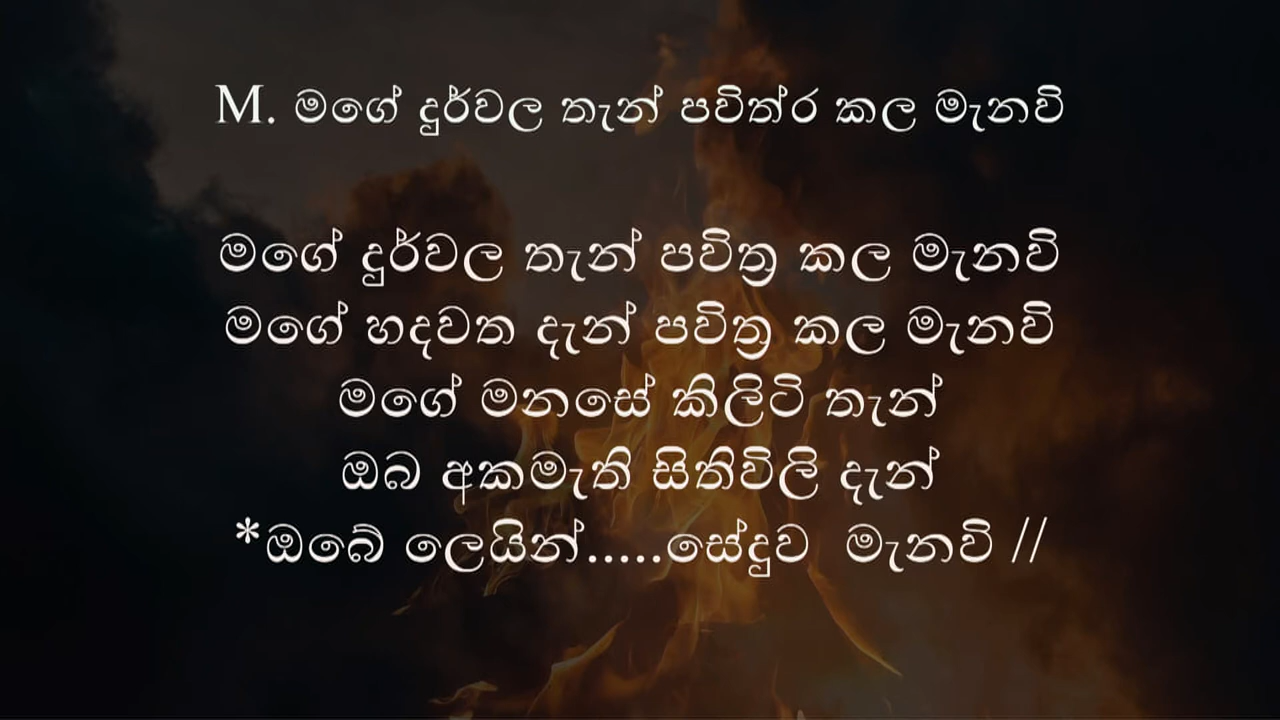 M. මගේ දුර්වල තැන් පවිත්ර කල මැනවි
මගේ දුර්වල තැන් පවිත්‍ර කල මැනවි
මගේ හදවත දැන් පවිත්‍ර කල මැනවි
මගේ මනසේ කිලිටි තැන්
ඔබ අකමැති සිතිවිලි දැන්
*ඔබේ ලෙයින්.....සේදුව  මැනවි //